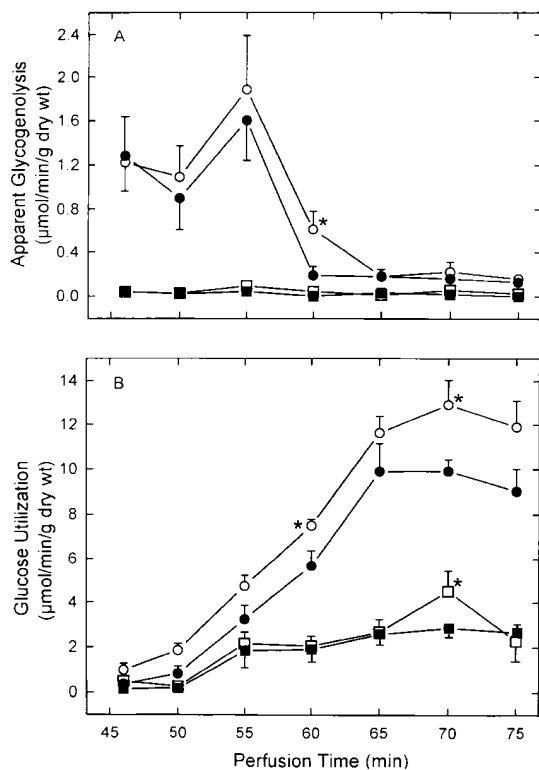 A
2.4
2.0
1.6
1.2
0.8
0.4
0.0
Apparent Glycogenolysis
(µmol/min/g dry wt)
*
B
14
12
10
8
6
4
2
0
Glucose Utilization
(µmol/min/g dry wt)
*
*
*
45 50 55 60 65 70 75
Perfusion Time (min)